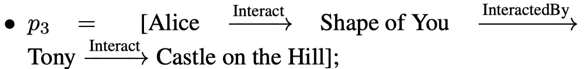 • p₃ = [Alice Interact⟶ Shape of You InteractedBy⟶
Tony Interact⟶ Castle on the Hill];